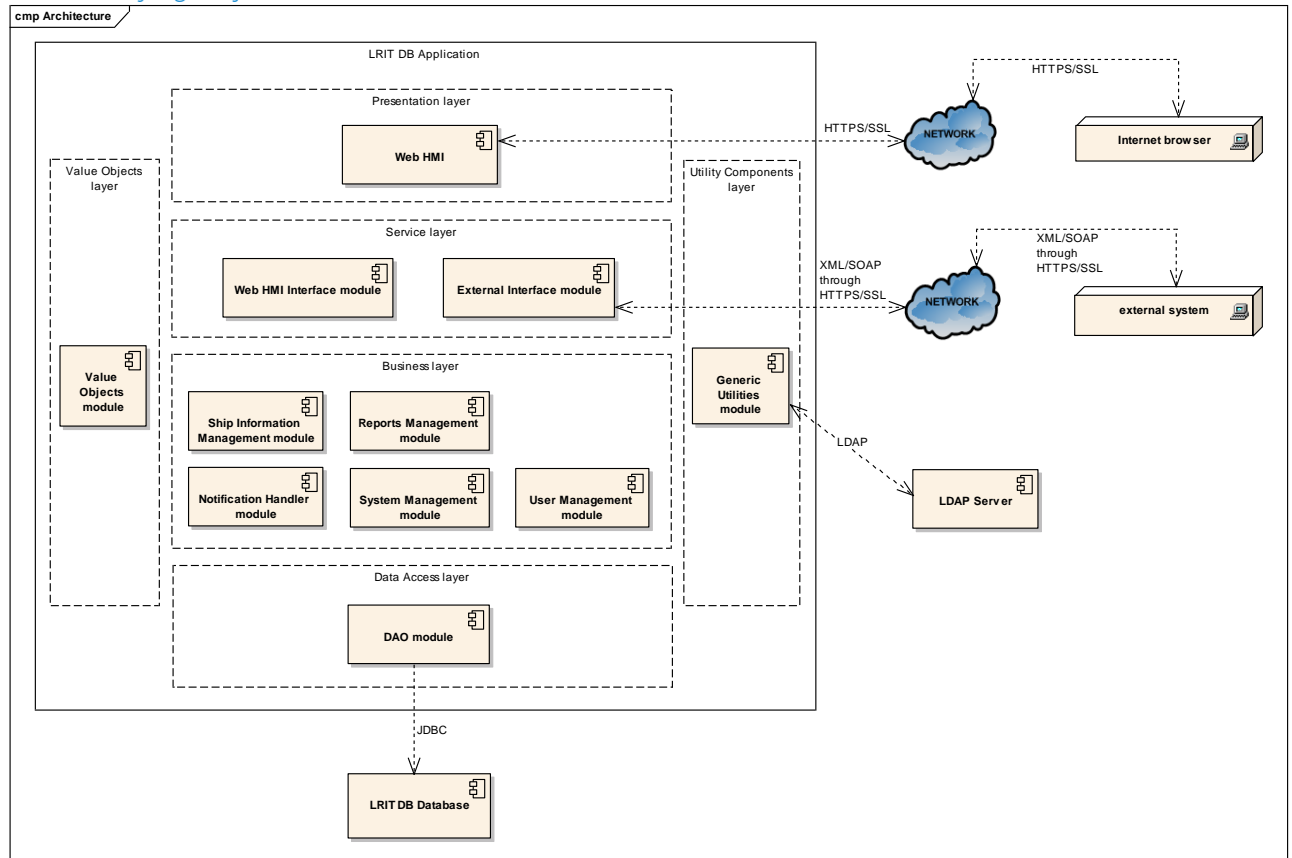 cmp Architecture
LRIT DB Application
Presentation layer
Web HMI
HTTPS/SSL
NETWORK
HTTPS/SSL
Internet browser
Value Objects
layer
Utility Components
layer
Service layer
Web HMI Interface module
External Interface module
XML/SOAP
through
HTTPS/SSL
NETWORK
XML/SOAP
through
HTTPS/SSL
external system
Value
Objects
module
Business layer
Ship Information
Management module
Reports Management
module
Notification Handler
module
System Management
module
User Management
module
Generic
Utilities
module
LDAP
LDAP Server
Data Access layer
DAO module
JDBC
LRIT DB Database